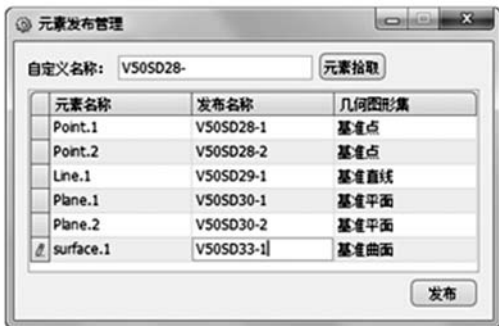 元素发布管理
自定义名称： V50SD28- 元素拾取
元素名称 发布名称 几何图形集
Point.1 V50SD28-1 基准点
Point.2 V50SD28-2 基准点
Line.1 V50SD29-1 基准直线
Plane.1 V50SD30-1 基准平面
Plane.2 V50SD30-2 基准平面
surface.1 V50SD33-1 基准曲面
发布